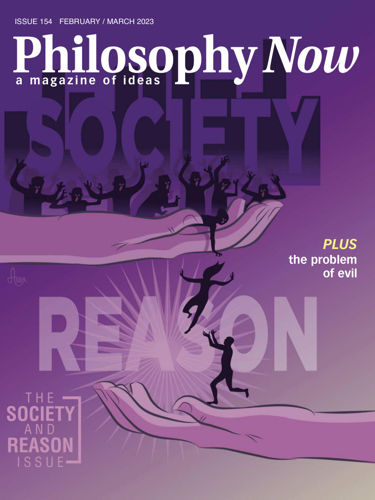 ISSUE 154 FEBRUARY / MARCH 2023
Philosophy Now
a magazine of ideas
SOCIETY
PLUS
the problem
of evil
REASON
THE
SOCIETY
AND
REASON
ISSUE